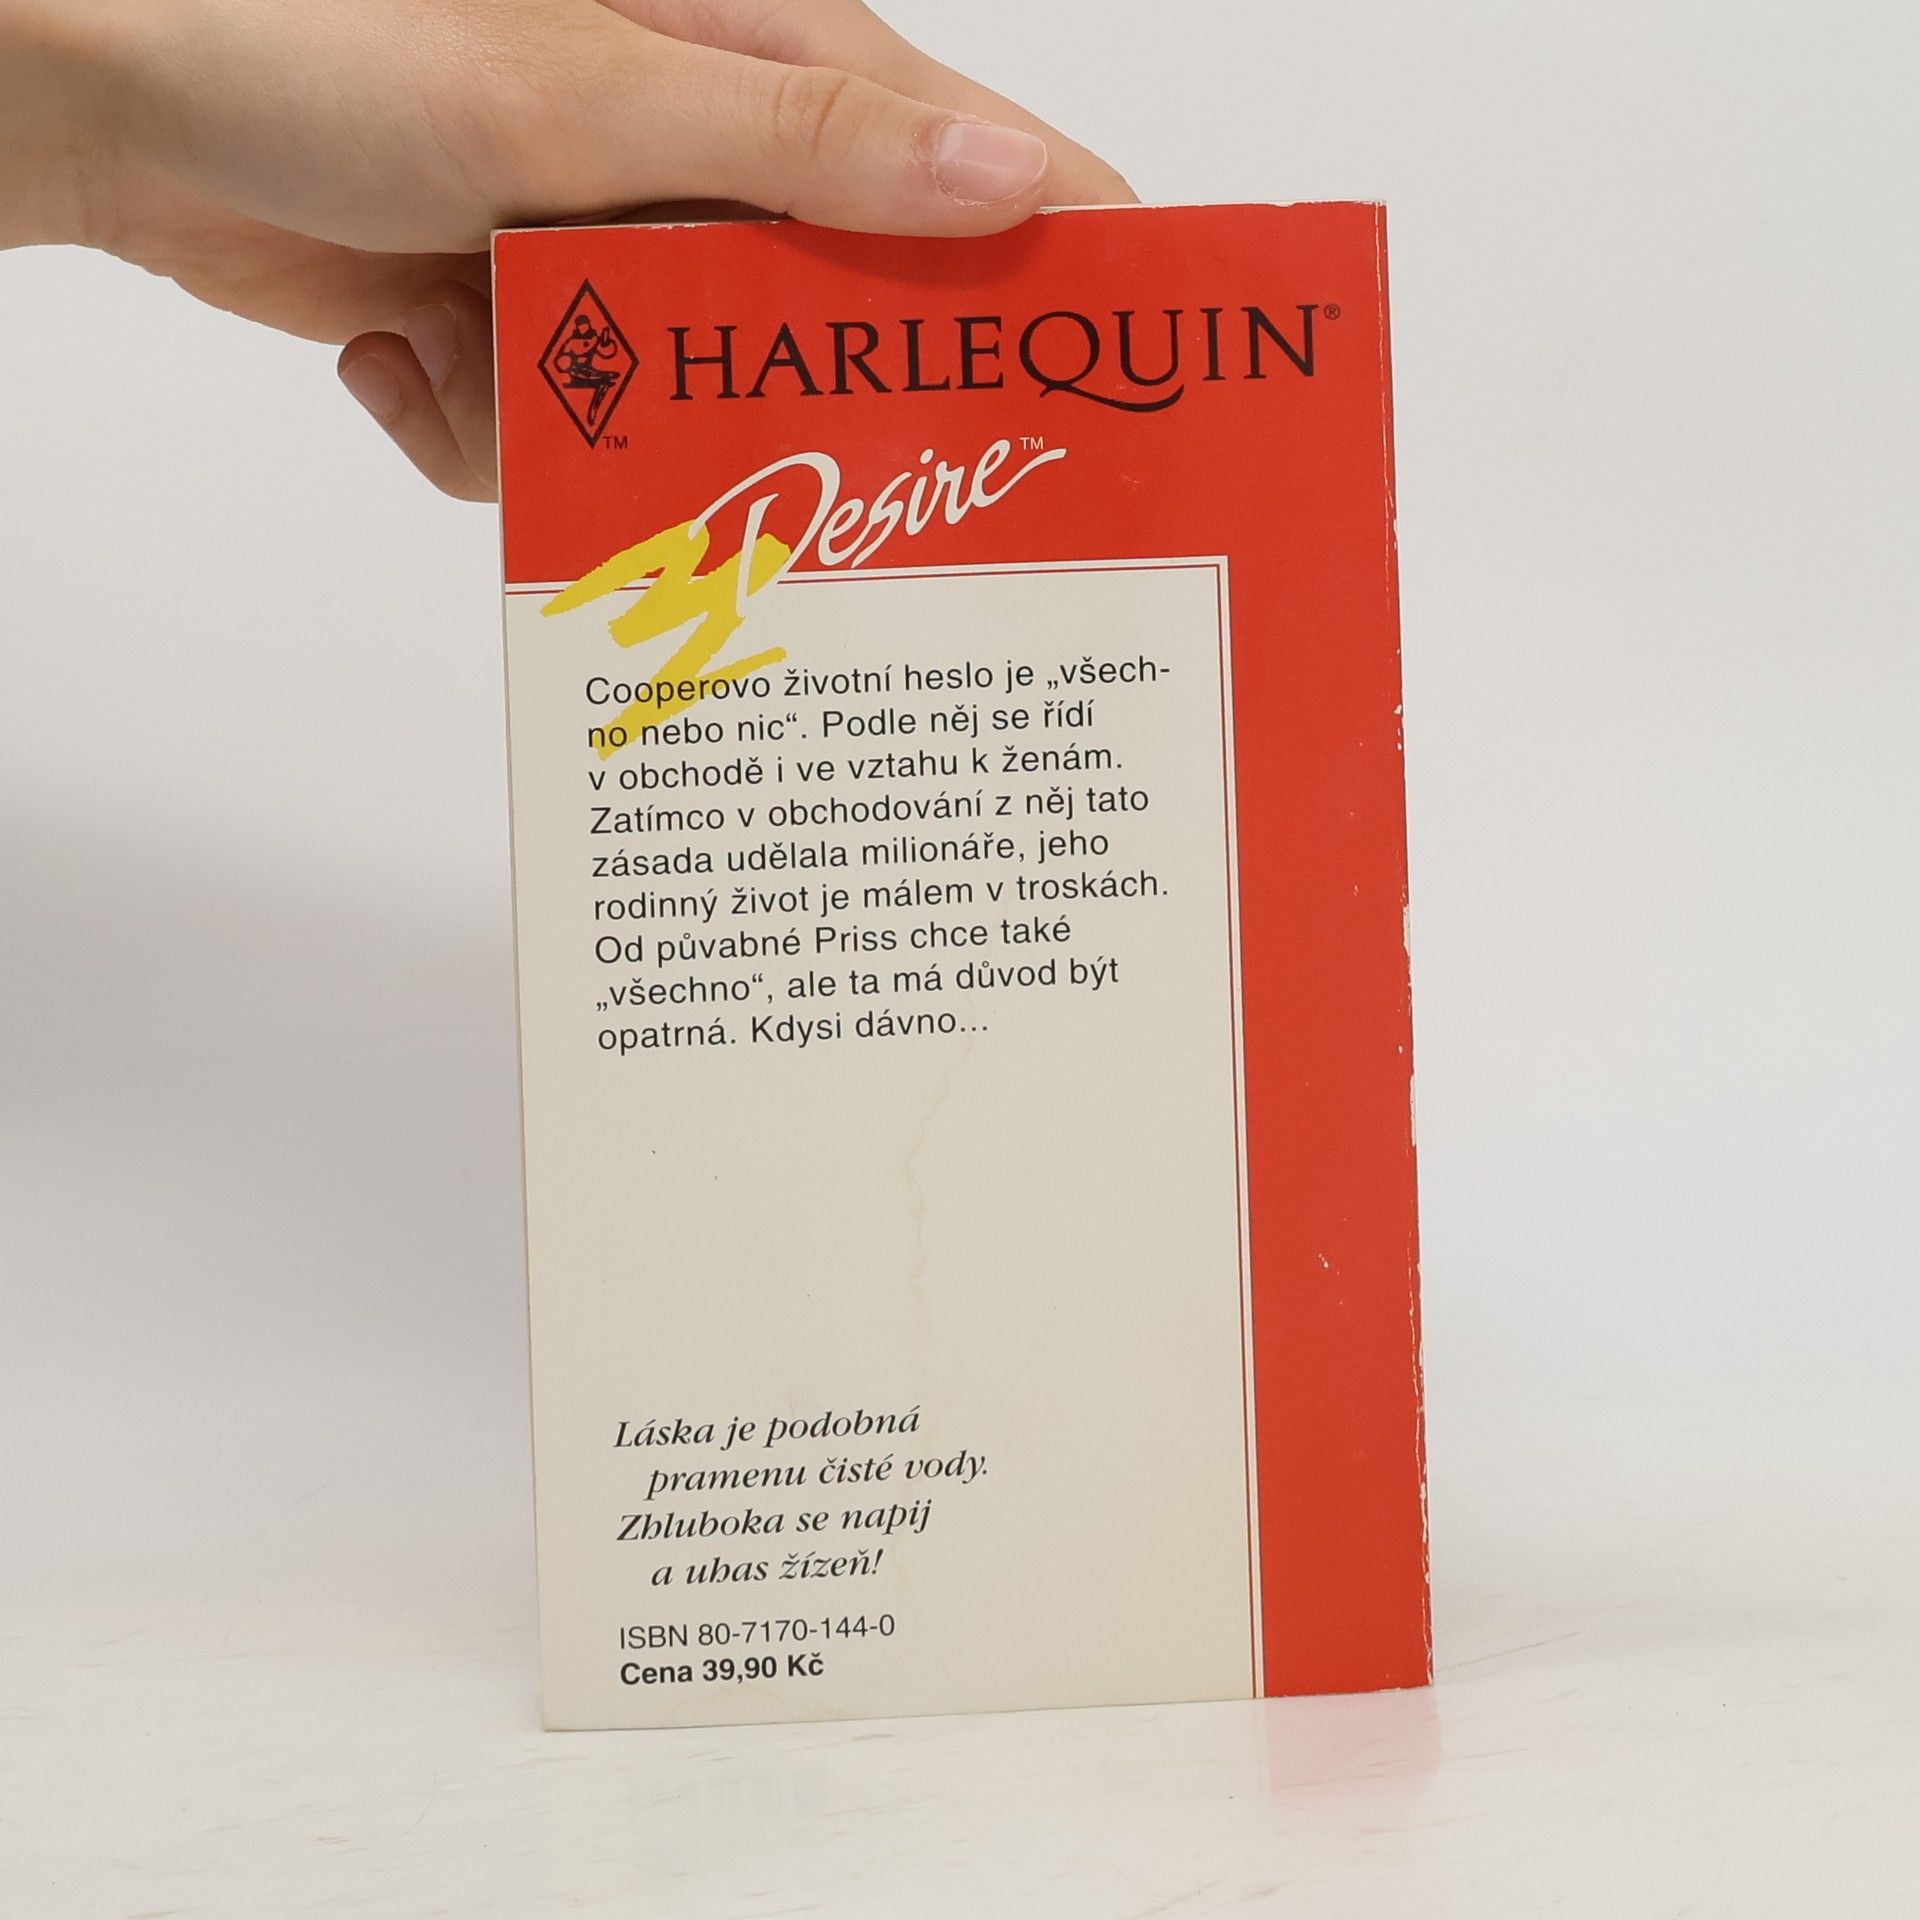 HARLEQUIN®
TM
Desire™
Cooperovo životní heslo je „všech-
no nebo nic“. Podle něj se řídí
v obchodě i ve vztahu k ženám.
Zatímco v obchodování z něj tato
zásada udělala milionáře, jeho
rodinný život je málem v troskách.
Od půvabné Priss chce také
„všechno“, ale ta má důvod být
opatrná. Kdysi dávno...
Láska je podobná
pramenu čisté vody.
Zhluboka se napij
a uhas žízeň!
ISBN 80-7170-144-0
Cena 39,90 Kč